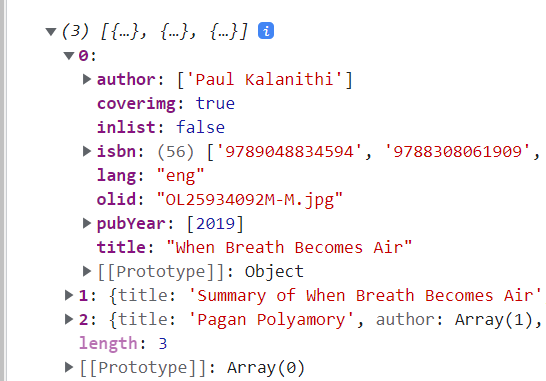 (3) [{…}, {…}, {…}] i
0:
author: ['Paul Kalanithi']
coverimg: true
inlist: false
isbn: (56) ['9789048834594', '9788308061909',
lang: "eng"
olid: "OL25934092M-M.jpg"
pubYear: [2019]
title: "When Breath Becomes Air"
[[Prototype]]: Object
1: {title: 'Summary of When Breath Becomes Air'
2: {title: 'Pagan Polyamory', author: Array(1),
length: 3
[[Prototype]]: Array(0)